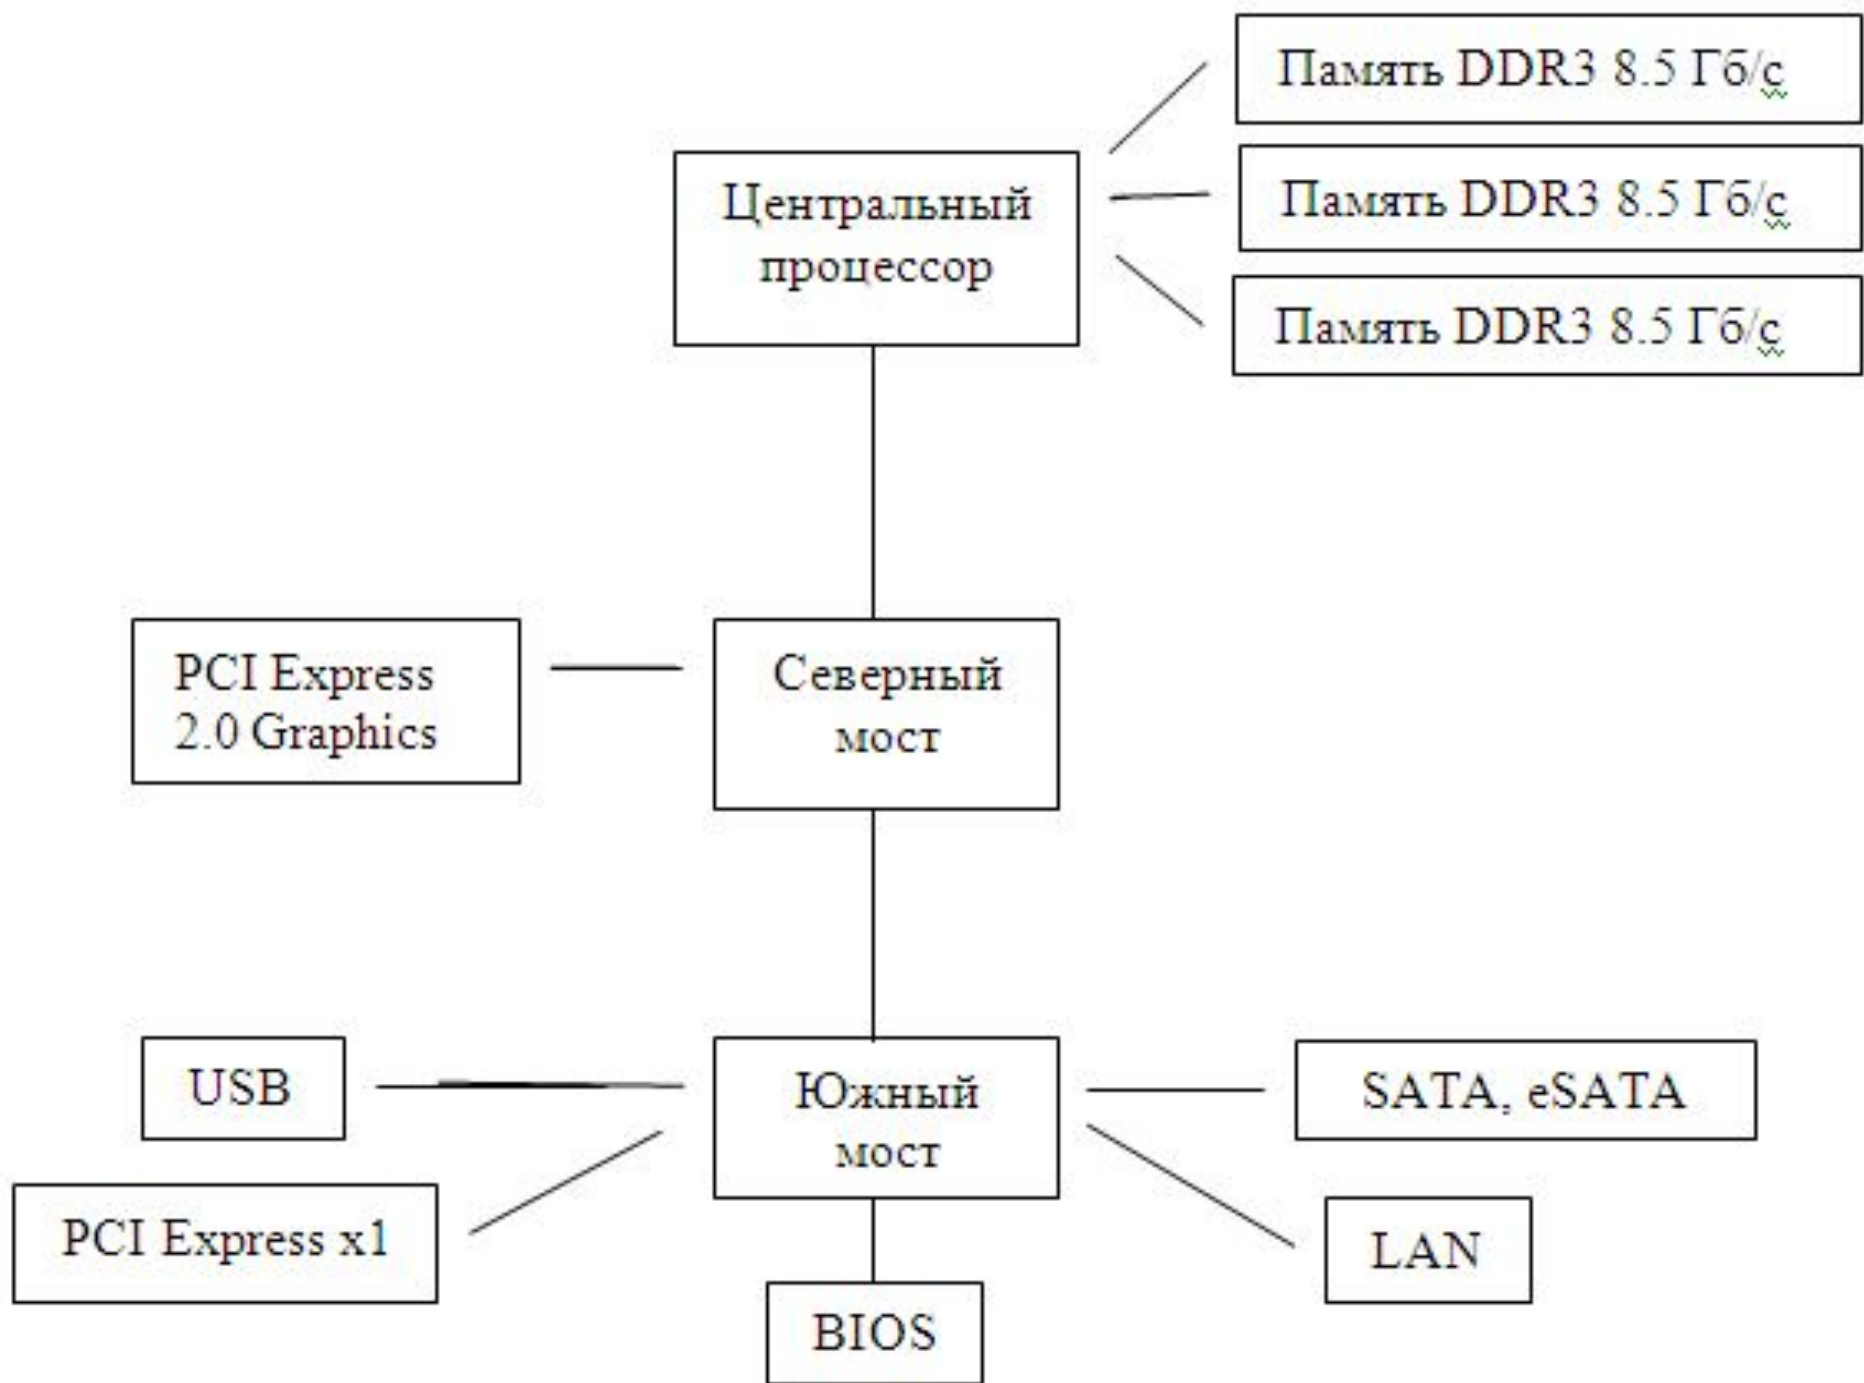 Память DDR3 8.5 Гб/с
Центральный
процессор
Память DDR3 8.5 Гб/с
Память DDR3 8.5 Гб/с
PCI Express
2.0 Graphics
Северный
мост
USB
Южный
мост
SATA, eSATA
PCI Express x1
LAN
BIOS